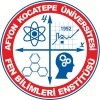 AFYON KOCATEPE ÜNİVERSİTESİ
1992
FEN BİLİMLERİ ENSTİTÜSÜ